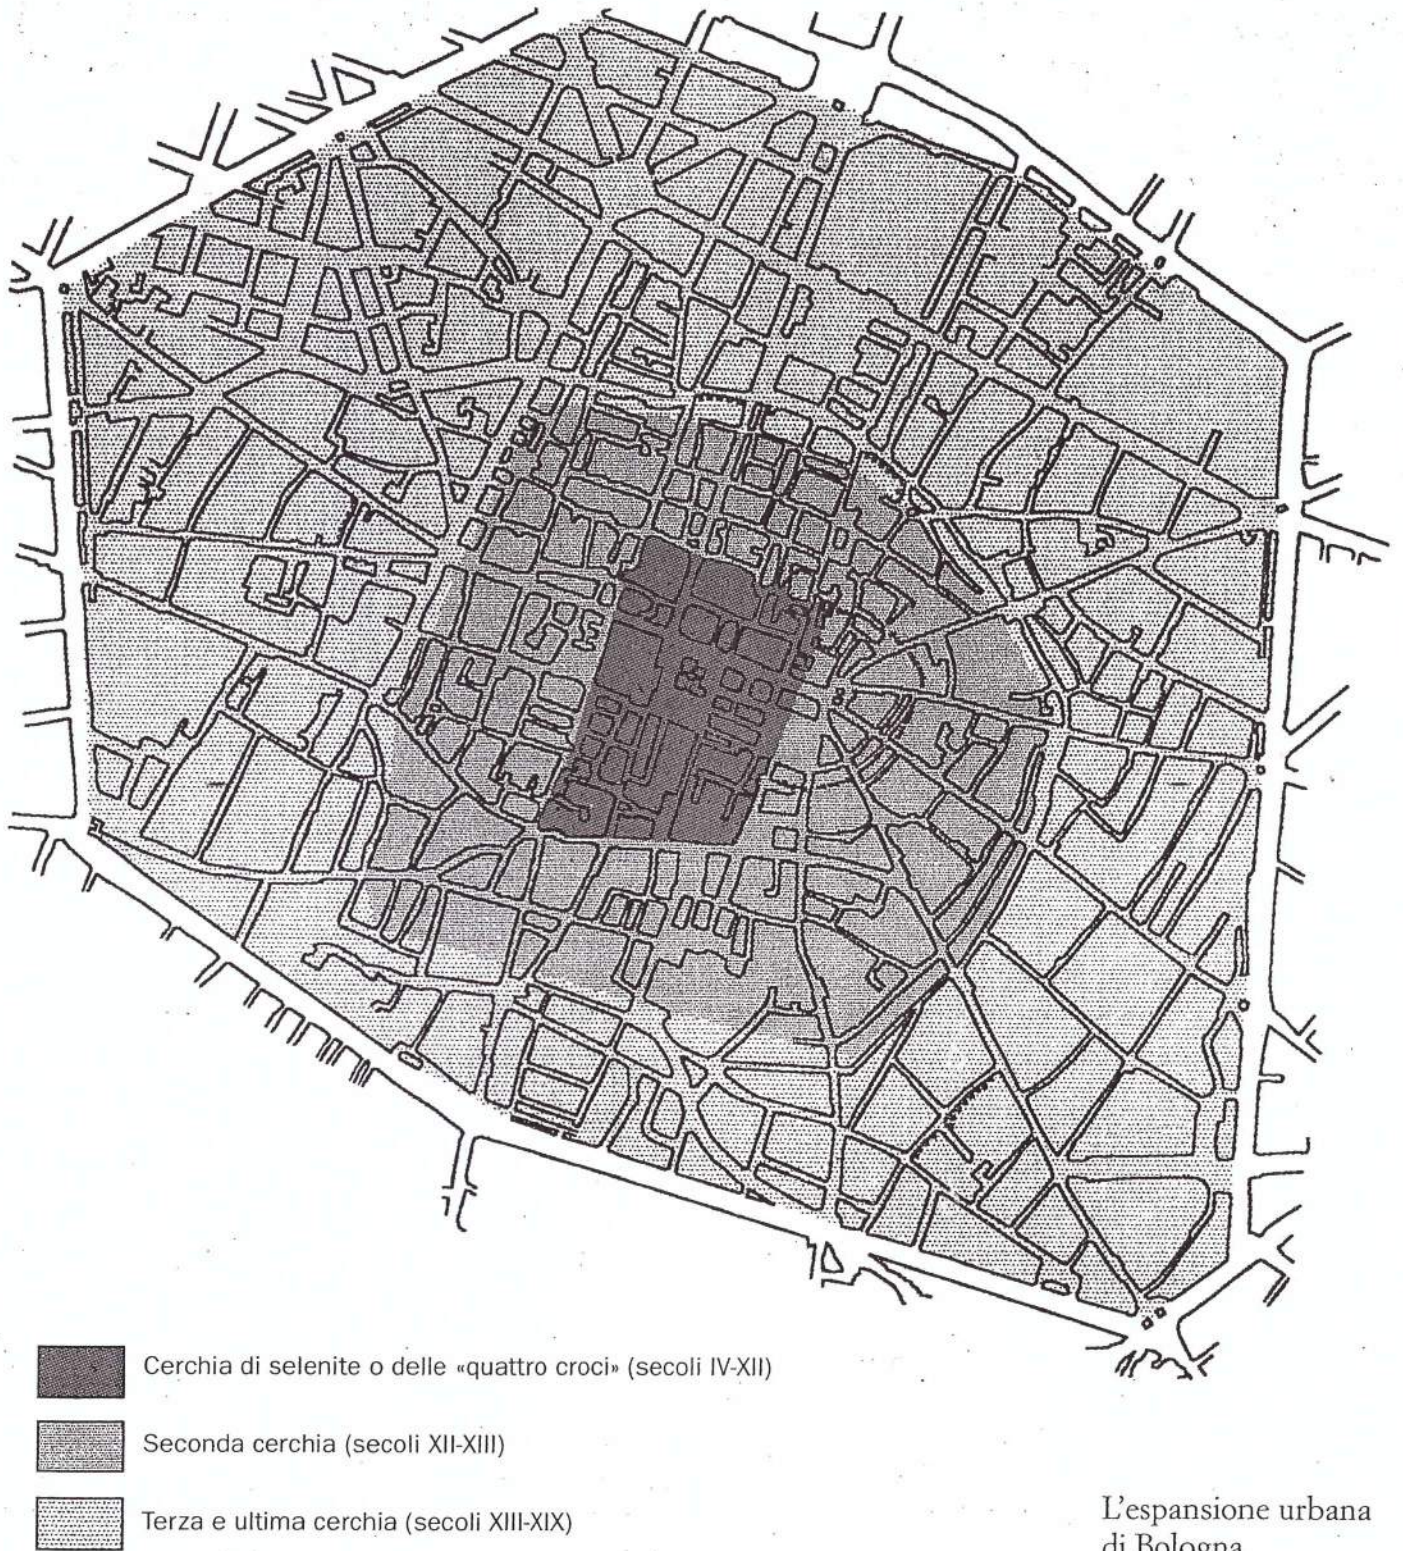 Cerchia di selenite o delle «quattro croci» (secoli IV-XII)
Seconda cerchia (secoli XII-XIII)
Terza e ultima cerchia (secoli XIII-XIX)
L'espansione urbana
di Bologna